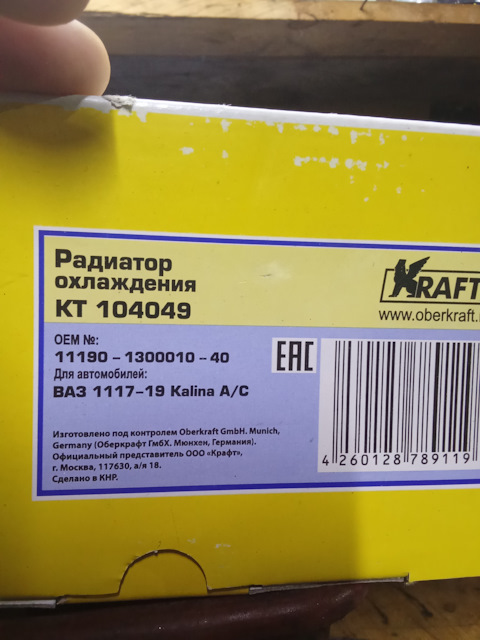 Радиатор
охлаждения
КТ 104049
KRAFT
www.oberkraft.
OEM №:
11190 – 1300010 – 40
Для автомобилей:
ВАЗ 1117–19 Kalina A/C
EAC
Изготовлено под контролем Oberkraft GmbH. Munich,
Germany (Оберкрафт ГмбХ. Мюнхен, Германия).
Официальный представитель ООО «Крафт»,
г. Москва, 117630, а/я 18.
Сделано в КНР.
4 260128 789119